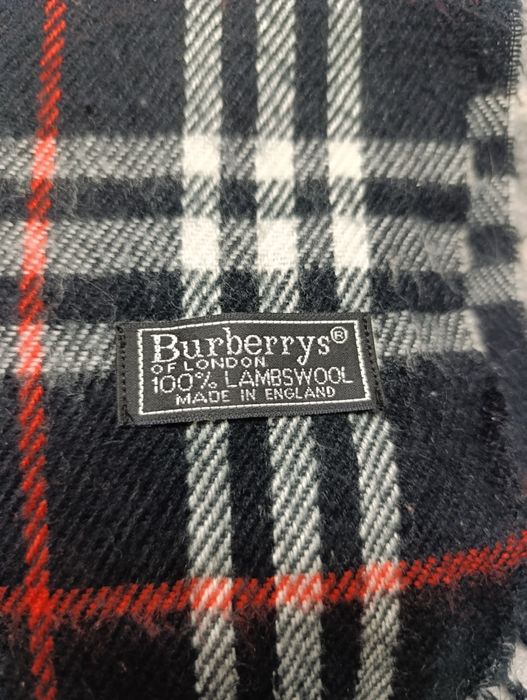 Burberrys®
OF LONDON
100% LAMBSWOOL
MADE IN ENGLAND